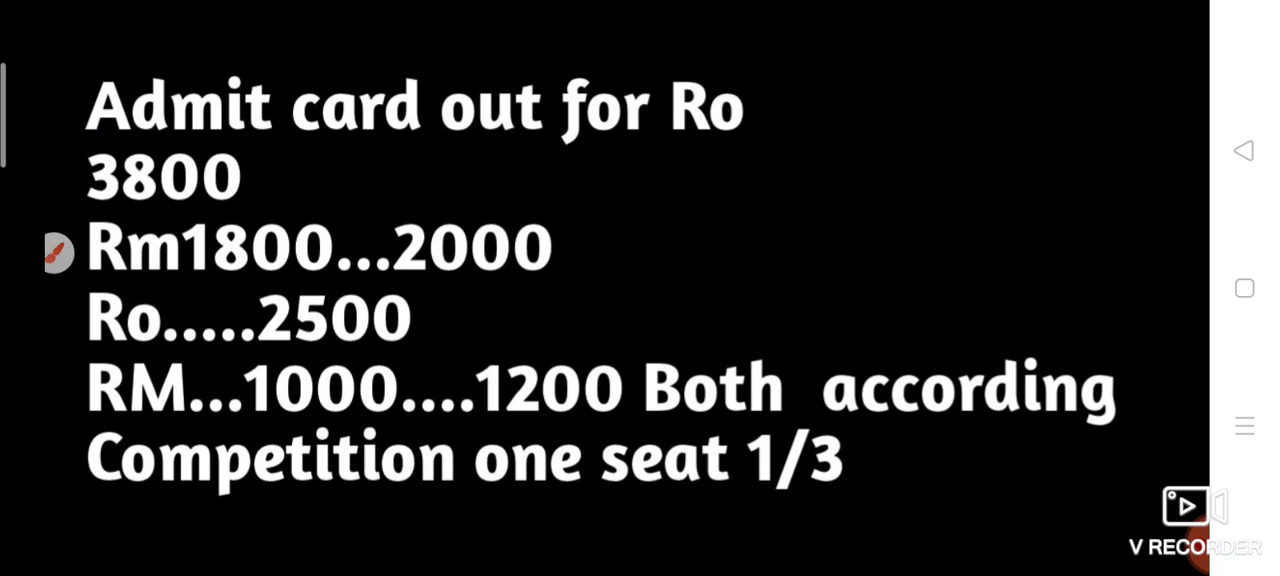 Admit card out for Ro
3800
Rm1800...2000
Ro.....2500
RM...1000....1200 Both according
Competition one seat 1/3
V RECORDER